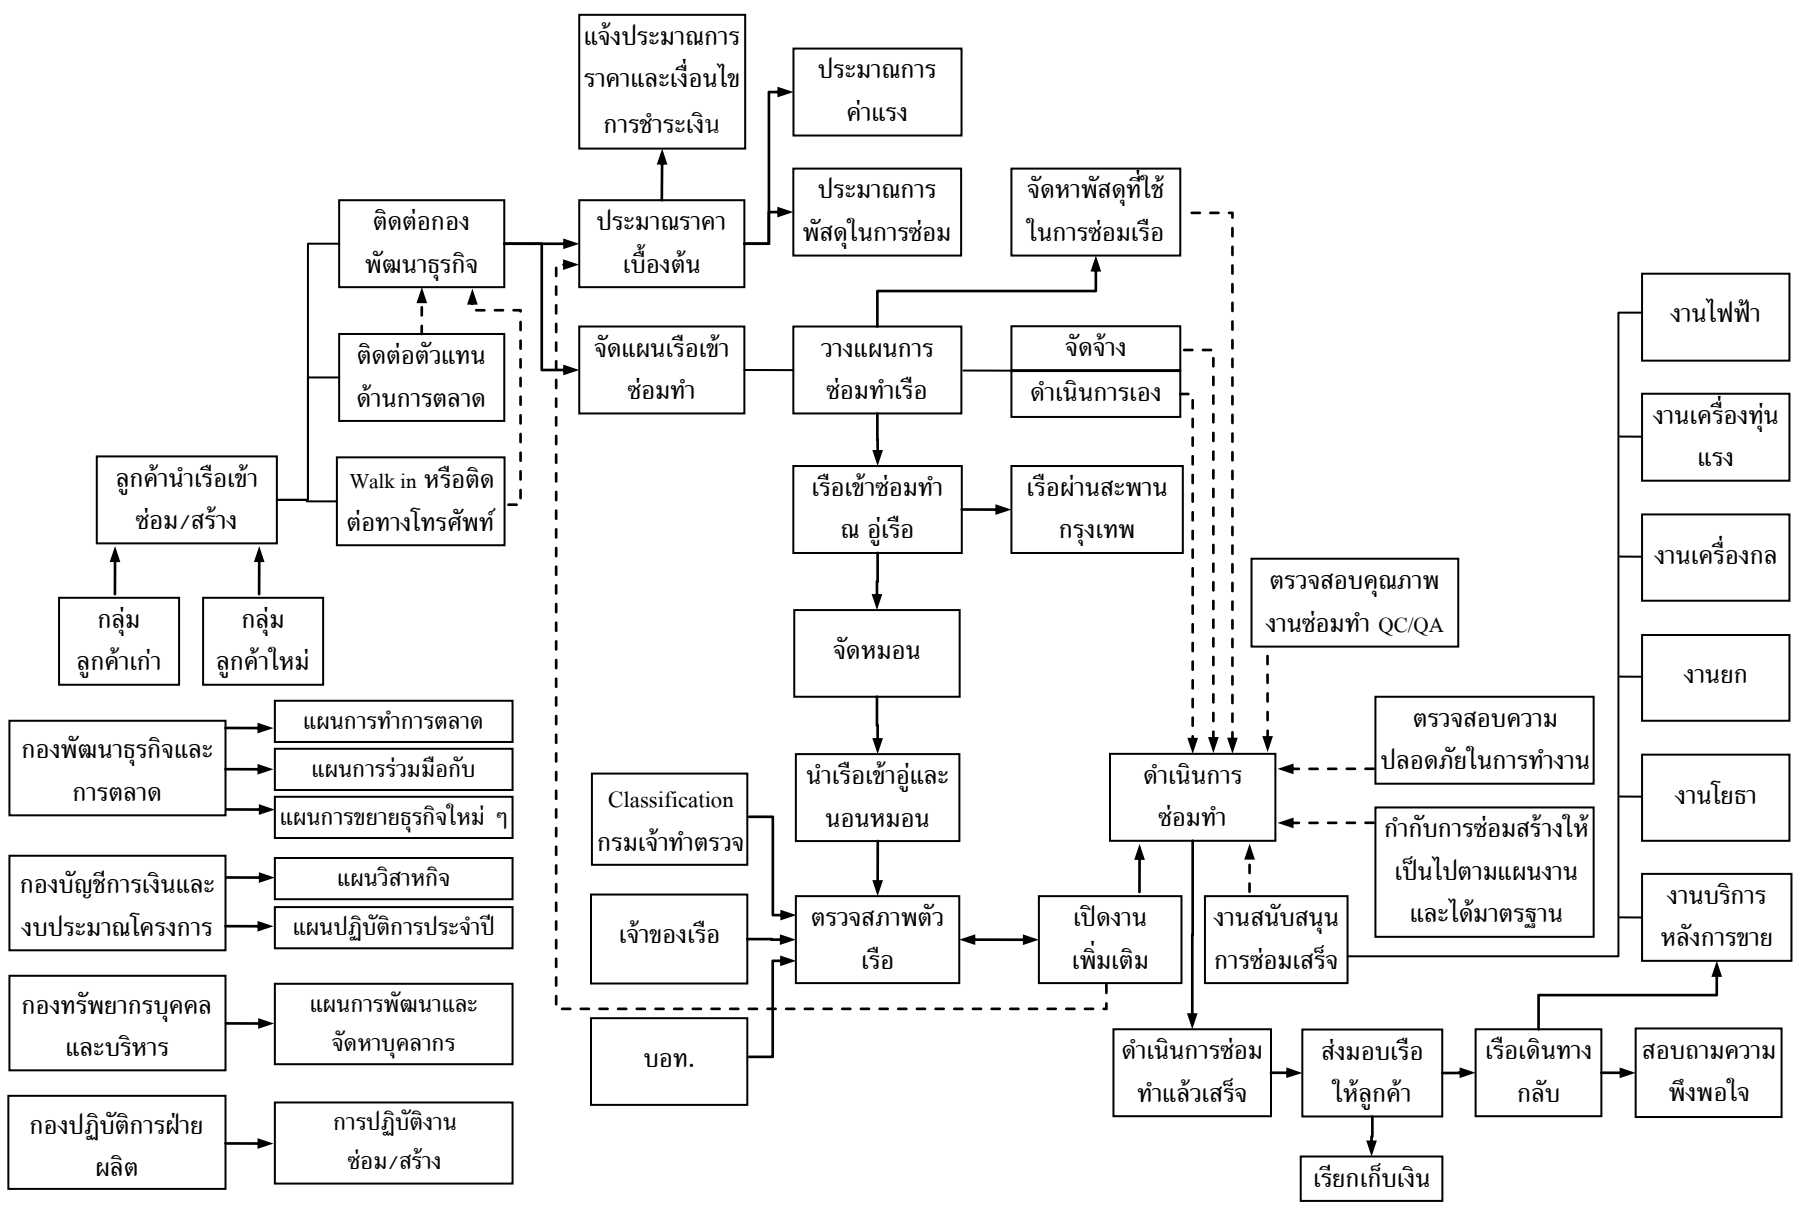 แจ้งประมาณการ
ราคาและเงื่อนไข
การชำระเงิน
ประมาณการ
ค่าแรง
ติดต่อกอง
พัฒนาธุรกิจ
ประมาณราคา
เบื้องต้น
ประมาณการ
พัสดุในการซ่อม
จัดหาพัสดุที่ใช้
ในการซ่อมเรือ
ติดต่อตัวแทน
ด้านการตลาด
จัดแผนเรือเข้า
ซ่อมทำ
วางแผนการ
ซ่อมทำเรือ
จัดจ้าง
ดำเนินการเอง
งานไฟฟ้า
งานเครื่องทุ่น
แรง
ลูกค้านำเรือเข้า
ซ่อม/สร้าง
Walk in หรือติด
ต่อทางโทรศัพท์
เรือเข้าซ่อมทำ
ณ อู่เรือ
เรือผ่านสะพาน
กรุงเทพ
งานเครื่องกล
กลุ่ม
ลูกค้าเก่า
กลุ่ม
ลูกค้าใหม่
จัดหมอน
ตรวจสอบคุณภาพ
งานซ่อมทำ QC/QA
งานยก
กองพัฒนาธุรกิจและ
การตลาด
แผนการทำการตลาด
แผนการร่วมมือกับ
แผนการขยายธุรกิจใหม่ ๆ
Classification
กรมเจ้าทำตรวจ
นำเรือเข้าอู่และ
นอนหมอน
ดำเนินการ
ซ่อมทำ
ตรวจสอบความ
ปลอดภัยในการทำงาน
งานโยธา
กำกับการซ่อมสร้างให้
เป็นไปตามแผนงาน
และได้มาตรฐาน
กองบัญชีการเงินและ
งบประมาณโครงการ
แผนวิสาหกิจ
แผนปฏิบัติการประจำปี
เจ้าของเรือ
ตรวจสภาพตัว
เรือ
เปิดงาน
เพิ่มเติม
งานสนับสนุน
การซ่อมเสร็จ
งานบริการ
หลังการขาย
กองทรัพยากรบุคคล
และบริหาร
แผนการพัฒนาและ
จัดหาบุคลากร
บอท.
ดำเนินการซ่อม
ทำแล้วเสร็จ
ส่งมอบเรือ
ให้ลูกค้า
เรือเดินทาง
กลับ
สอบถามความ
พึงพอใจ
กองปฏิบัติการฝ่าย
ผลิต
การปฏิบัติงาน
ซ่อม/สร้าง
เรียกเก็บเงิน